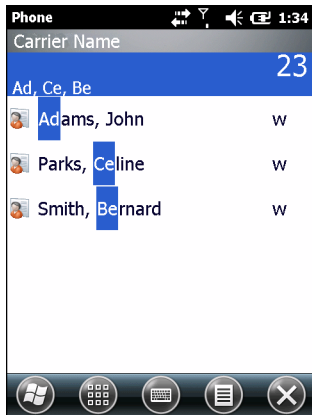 Phone 1:34
Carrier Name
23
Ad, Ce, Be
Adams, John w
Parks, Celine w
Smith, Bernard w